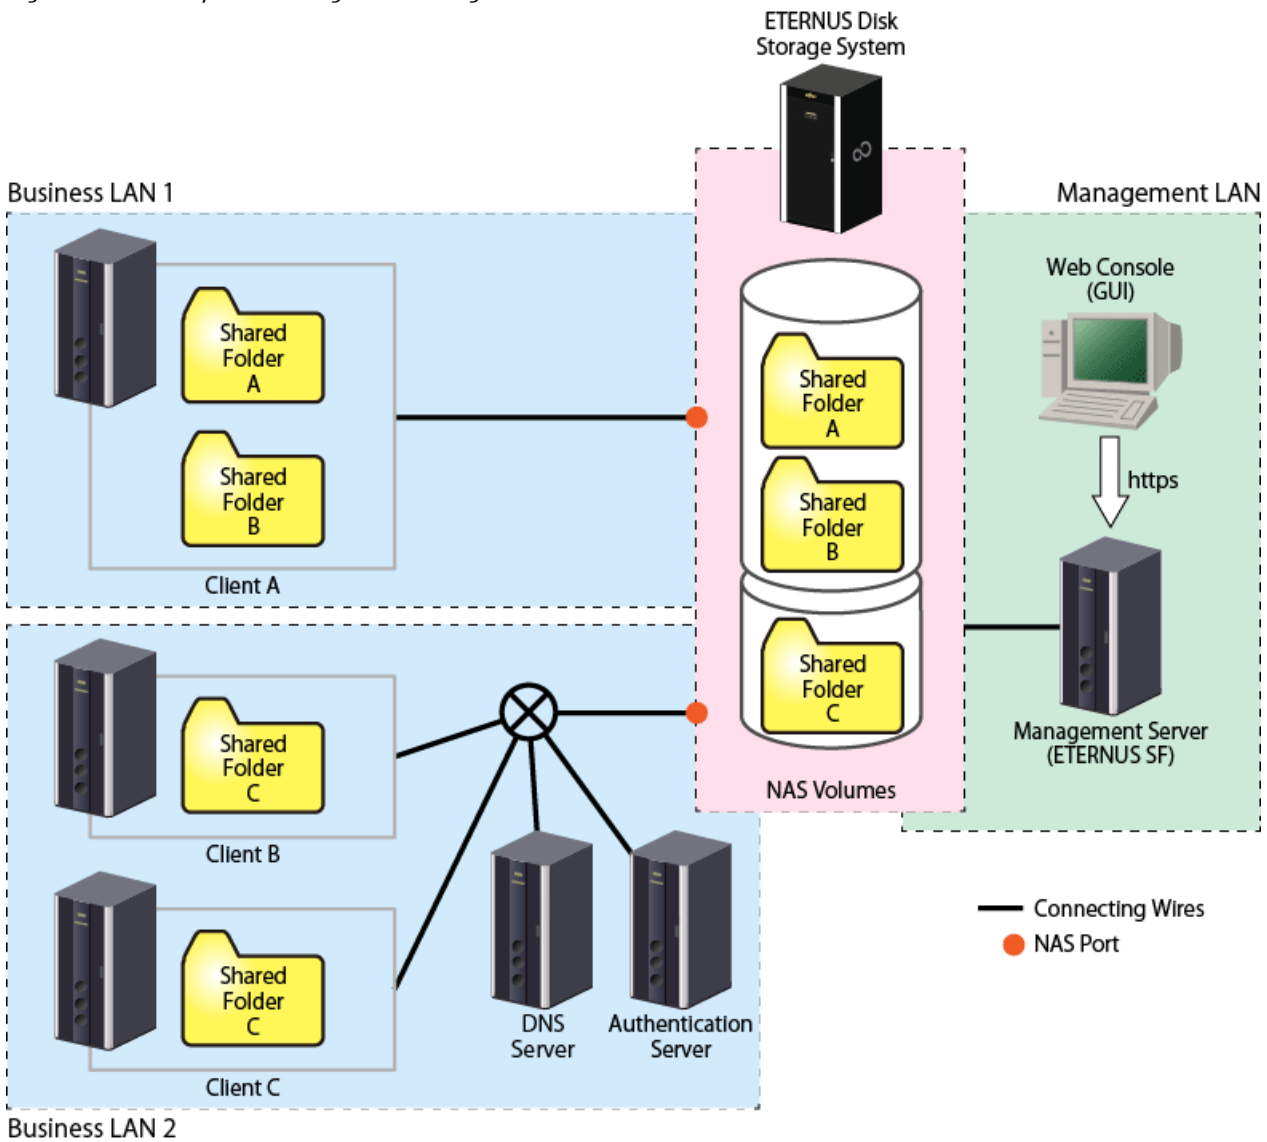 ETERNUS Disk
Storage System
Business LAN 1
Management LAN
Web Console
(GUI)
Shared
Folder
A
Shared
Folder
B
Client A
Shared
Folder
A
Shared
Folder
B
Shared
Folder
C
NAS Volumes
https
Management Server
(ETERNUS SF)
Shared
Folder
C
Client B
Shared
Folder
C
Client C
DNS
Server
Authentication
Server
Connecting Wires
NAS Port
Business LAN 2